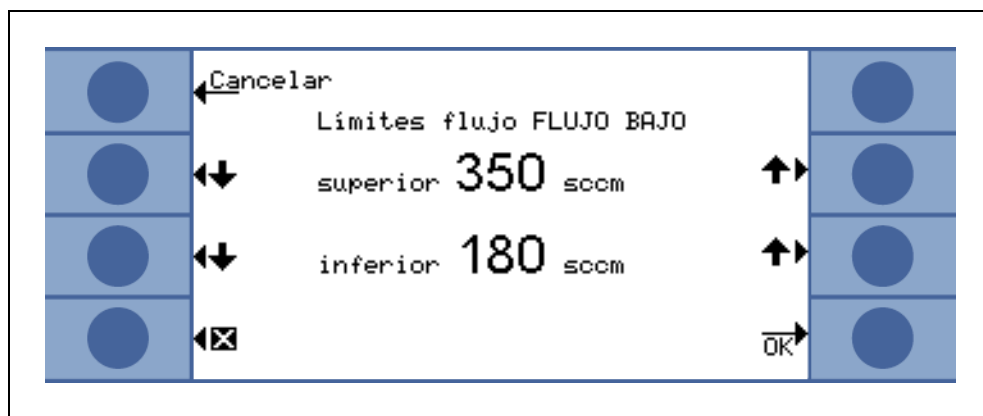 Cancelar
Límites flujo FLUJO BAJO
superior 350 sccm
inferior 180 sccm
OK